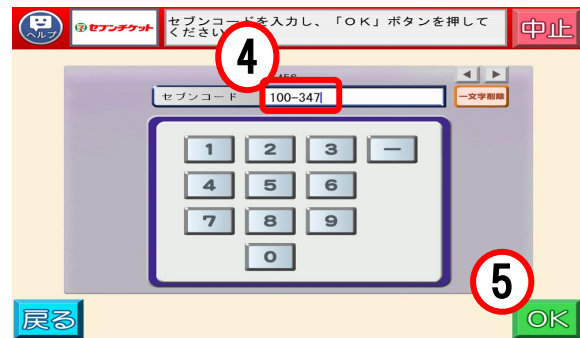 ヘルプ
セブンチケット
セブンコードを入力し、「OK」ボタンを押して
ください
中止
4
セブンコード
100-347
一文字削除
1 2 3 ー
4 5 6
7 8 9
0
5
戻る
OK